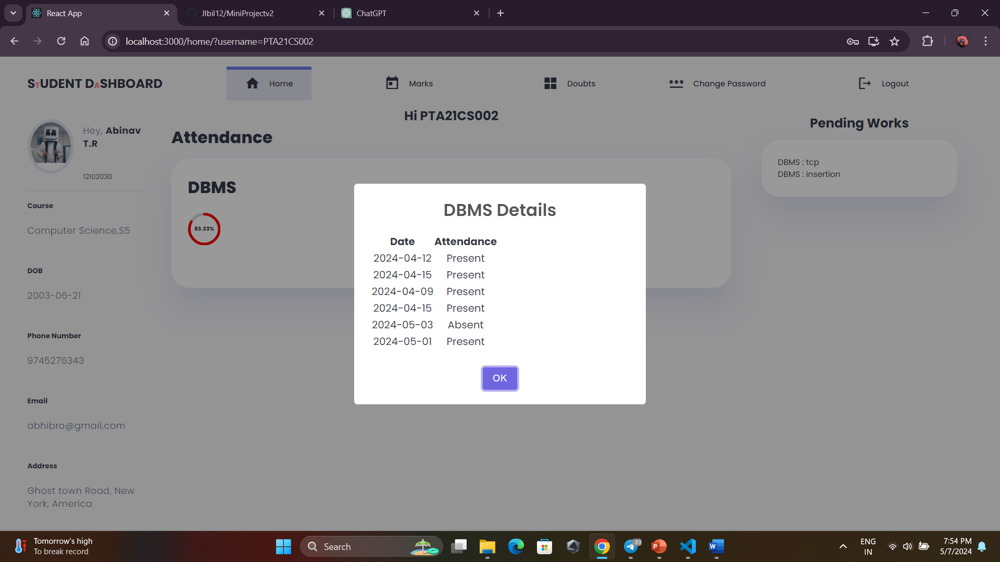 React App
JIbil12/MiniProjectv2
ChatGPT
localhost:3000/home/?username=PTA21CS002
STUDENT DASHBOARD
Home
Marks
Doubts
Change Password
Logout
Hi PTA21CS002
Hey, Abinav
T.R
12102030
Course
Computer Science,S5
DOB
2003-06-21
Phone Number
9745276343
Email
abhibro@gmail.com
Address
Ghost town Road, New
York, America
Attendance
DBMS
83.33%
Pending Works
DBMS : tcp
DBMS : insertion
DBMS Details
Date Attendance
2024-04-12 Present
2024-04-15 Present
2024-04-09 Present
2024-04-15 Present
2024-05-03 Absent
2024-05-01 Present
OK
Tomorrow's high
To break record
Search
83
ENG
IN
7:54 PM
5/7/2024